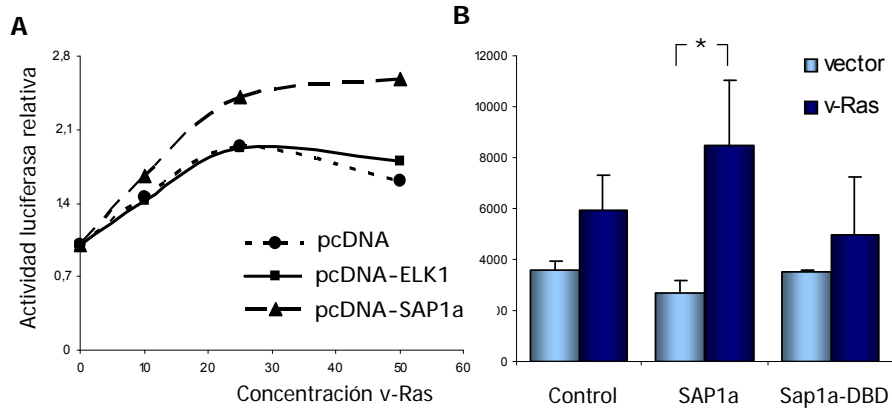 A
Actividad luciferasa relativa
2,8
2,1
1,4
0,7
0
0 10 20 30 40 50 60
Concentración v-Ras
pcDNA
pcDNA-ELK1
pcDNA-SAP1a
B
12000
10000
8000
6000
4000
00
0
*
vector
v-Ras
Control SAP1a Sap1a-DBD